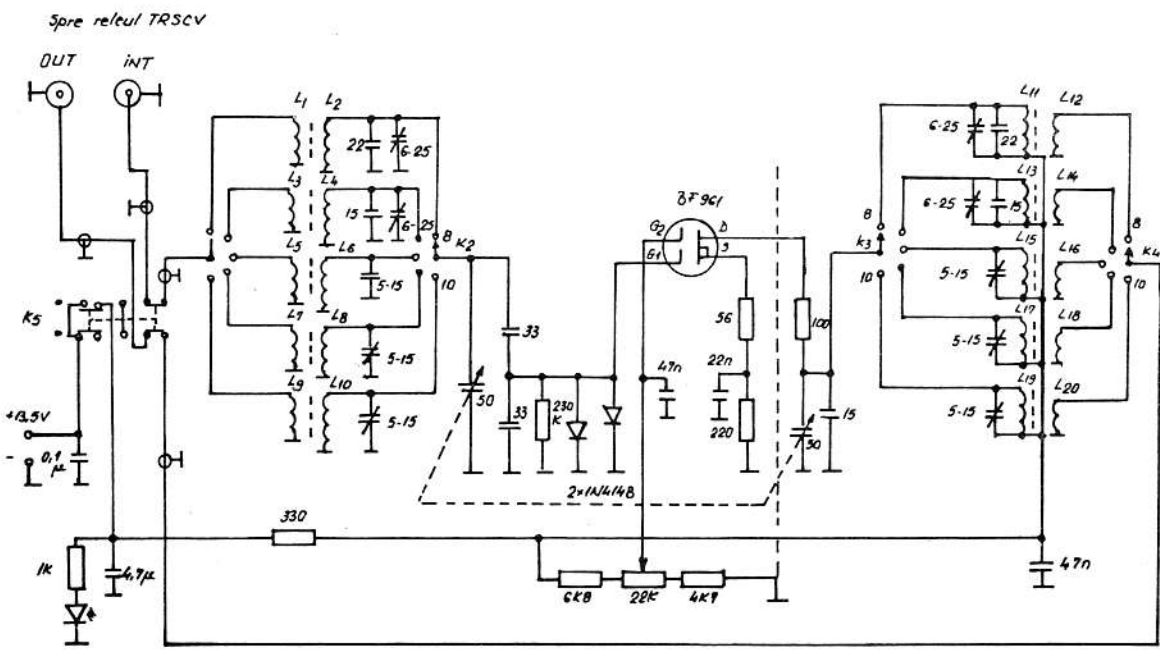 Spre releul TRSCV
OUT
INT
L1
L2
22
6-25
L3
L4
15
6-25
L5
L6
5-15
L7
L8
5-15
L9
L10
5-15
8
K2
10
K5
+13.5V
-
0,1
µ
1K
4,7µ
330
50
33
33
230
K
2×1N4148
BF961
G2
G1
D
S
56
22n
47n
220
100
50
15
6K8
22K
4K7
8
K3
10
L11
L12
6-25
22
L13
L14
6-25
15
L15
L16
5-15
L17
L18
5-15
L19
L20
5-15
8
K4
10
47n